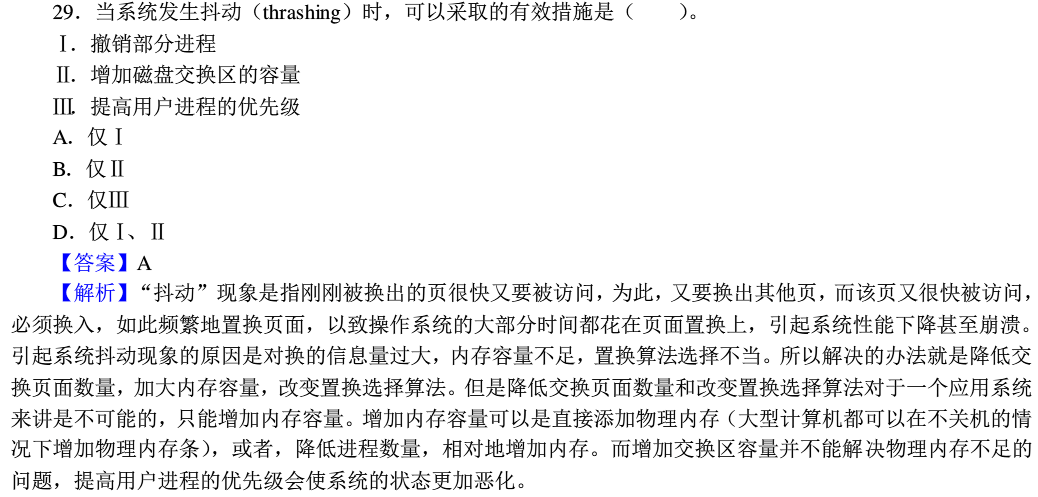 29．当系统发生抖动（thrashing）时，可以采取的有效措施是（　　）。
Ⅰ．撤销部分进程
Ⅱ．增加磁盘交换区的容量
Ⅲ．提高用户进程的优先级
A．仅Ⅰ
B．仅Ⅱ
C．仅Ⅲ
D．仅Ⅰ、Ⅱ
【答案】A
【解析】“抖动”现象是指刚刚被换出的页很快又要被访问，为此，又要换出其他页，而该页又很快被访问，
必须换入，如此频繁地置换页面，以致操作系统的大部分时间都花在页面置换上，引起系统性能下降甚至崩溃。
引起系统抖动现象的原因是对换的信息量过大，内存容量不足，置换算法选择不当。所以解决的办法就是降低交
换页面数量，加大内存容量，改变置换选择算法。但是降低交换页面数量和改变置换选择算法对于一个应用系统
来讲是不可能的，只能增加内存容量。增加内存容量可以是直接添加物理内存（大型计算机都可以在不关机的情
况下增加物理内存条），或者，降低进程数量，相对地增加内存。而增加交换区容量并不能解决物理内存不足的
问题，提高用户进程的优先级会使系统的状态更加恶化。